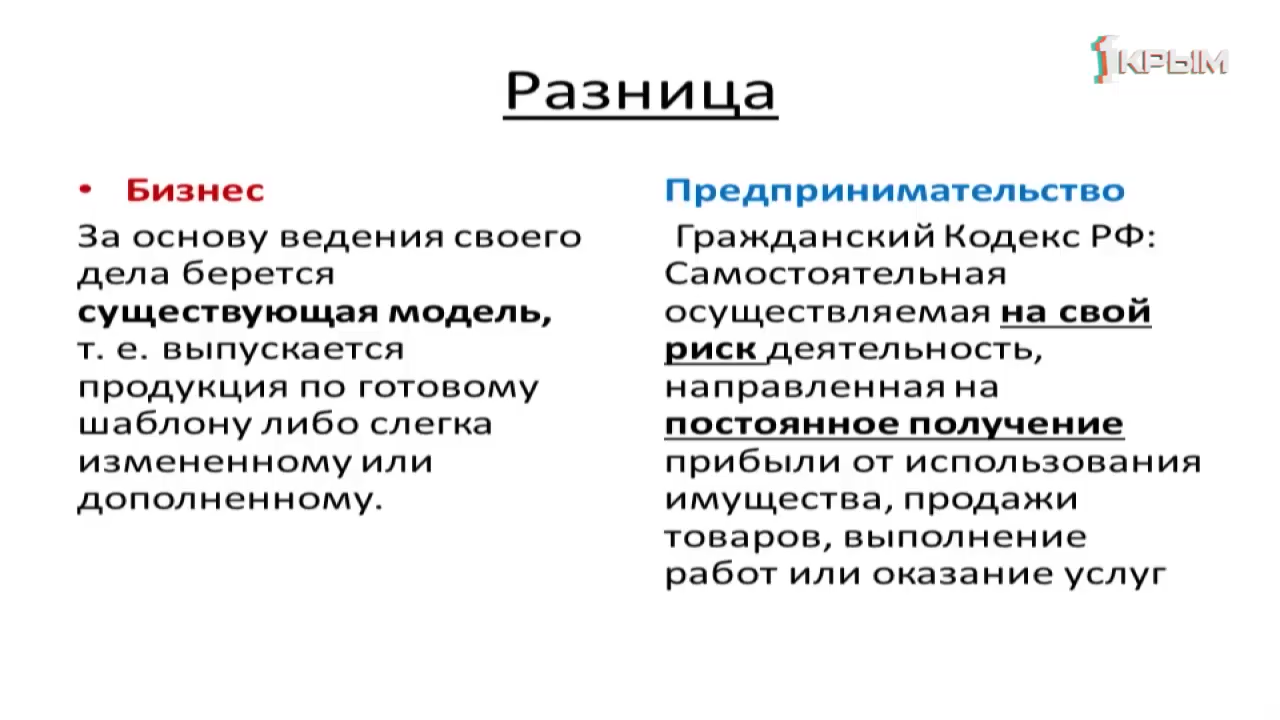 1КРЫМ
Разница
• Бизнес
За основу ведения своего
дела берется
существующая модель,
т. е. выпускается
продукция по готовому
шаблону либо слегка
измененному или
дополненному.
Предпринимательство
Гражданский Кодекс РФ:
Самостоятельная
осуществляемая на свой
риск деятельность,
направленная на
постоянное получение
прибыли от использования
имущества, продажи
товаров, выполнение
работ или оказание услуг